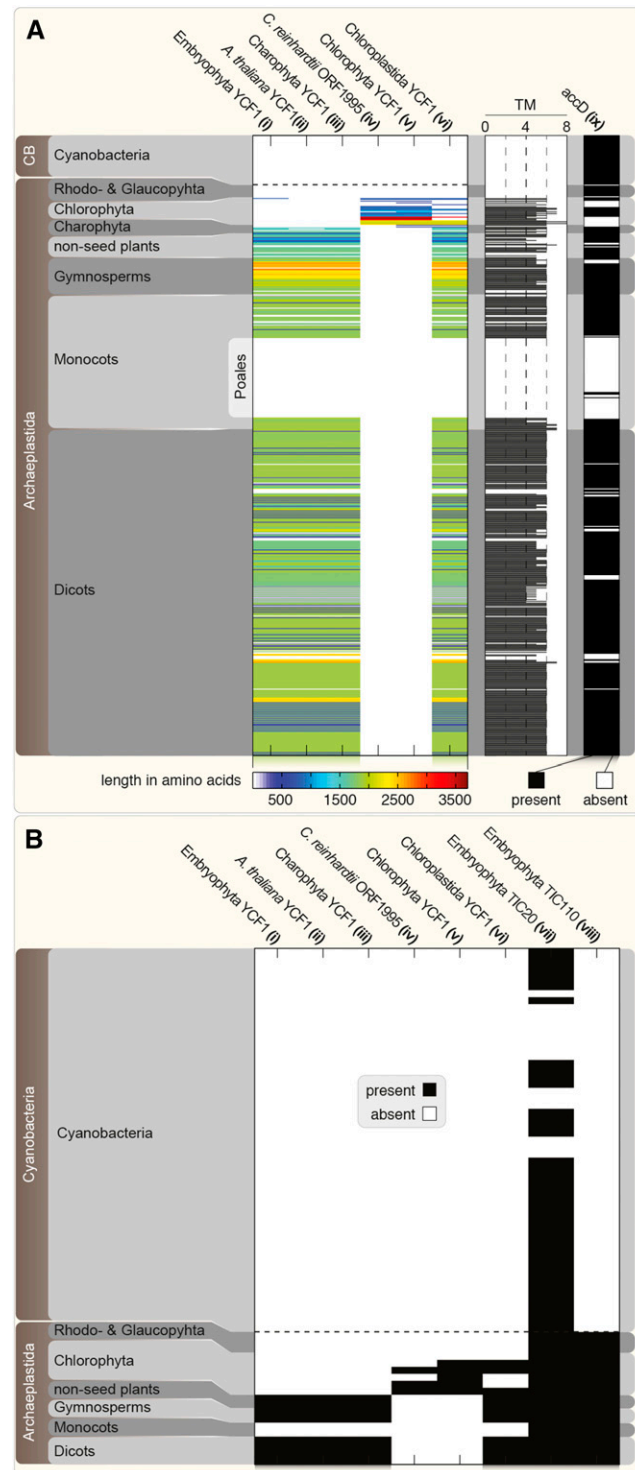 A
Embryophyta YCF1 (i)
A. thaliana YCF1(ii)
Charophyta YCF1 (iii)
C. reinhardtii ORF1995 (iv)
Chlorophyta YCF1 (v)
Chloroplastida YCF1 (vi)
TM
accD (ix)
0 4 8
CB
Cyanobacteria
Archaeplastida
Rhodo- & Glaucopyhta
Chlorophyta
Charophyta
non-seed plants
Gymnosperms
Monocots
Poales
Dicots
length in amino acids
500 1500 2500 3500
present
absent
B
Embryophyta YCF1 (i)
A. thaliana YCF1 (ii)
Charophyta YCF1 (iii)
C. reinhardtii ORF1995 (iv)
Chlorophyta YCF1 (v)
Chloroplastida YCF1 (vi)
Embryophyta TIC20 (vii)
Embryophyta TIC110 (viii)
present
absent
Cyanobacteria
Cyanobacteria
Archaeplastida
Rhodo- & Glaucopyhta
Chlorophyta
non-seed plants
Gymnosperms
Monocots
Dicots